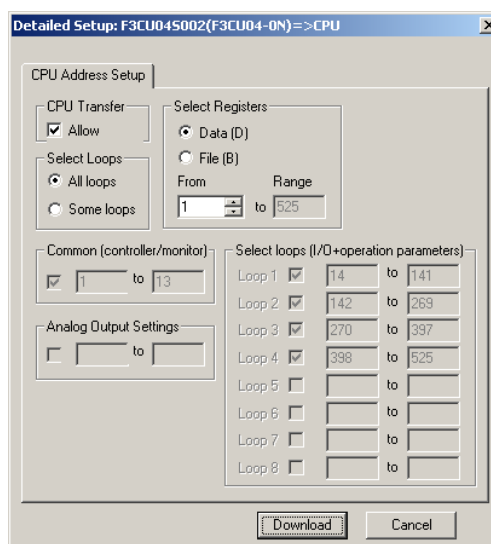 Detailed Setup: F3CU04S002(F3CU04-0N)=>CPU
CPU Address Setup
CPU Transfer
Allow
Select Registers
Data (D)
File (B)
From Range
1 to 525
Select Loops
All loops
Some loops
Common (controller/monitor)
1 to 13
Analog Output Settings
to
Select loops (I/O+operation parameters)
Loop 1 14 to 141
Loop 2 142 to 269
Loop 3 270 to 397
Loop 4 398 to 525
Loop 5 to
Loop 6 to
Loop 7 to
Loop 8 to
Download Cancel